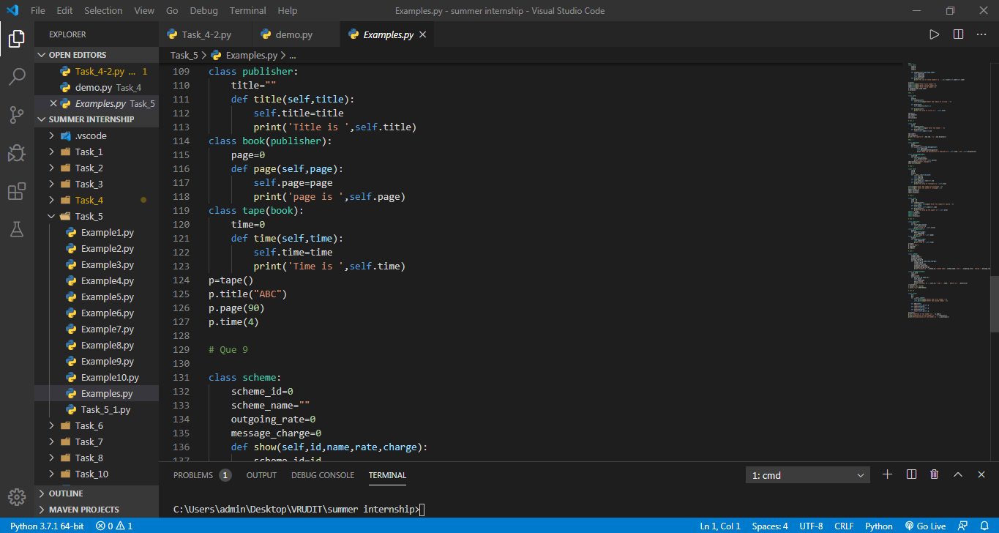 File Edit Selection View Go Debug Terminal Help Examples.py - summer internship - Visual Studio Code
EXPLORER
OPEN EDITORS
Task_4-2.py ... 1
demo.py Task_4
Examples.py Task_5
SUMMER INTERNSHIP
.vscode
Task_1
Task_2
Task_3
Task_4
Task_5
Example1.py
Example2.py
Example3.py
Example4.py
Example5.py
Example6.py
Example7.py
Example8.py
Example9.py
Example10.py
Examples.py
Task_5_1.py
Task_6
Task_7
Task_8
Task_10
OUTLINE
MAVEN PROJECTS
Task_4-2.py demo.py Examples.py
Task_5 > Examples.py > ...
109 class publisher:
110     title=""
111     def title(self,title):
112         self.title=title
113         print('Title is ',self.title)
114 class book(publisher):
115     page=0
116     def page(self,page):
117         self.page=page
118         print('page is ',self.page)
119 class tape(book):
120     time=0
121     def time(self,time):
122         self.time=time
123         print('Time is ',self.time)
124 p=tape()
125 p.title("ABC")
126 p.page(90)
127 p.time(4)
128
129 # Que 9
130
131 class scheme:
132     scheme_id=0
133     scheme_name=""
134     outgoing_rate=0
135     message_charge=0
136     def show(self,id,name,rate,charge):
137         scheme_id=id
PROBLEMS 1 OUTPUT DEBUG CONSOLE TERMINAL 1: cmd
C:\Users\admin\Desktop\VRUDIT\summer internship>
Python 3.7.1 64-bit 0 1 Ln 1, Col 1 Spaces: 4 UTF-8 CRLF Python Go Live